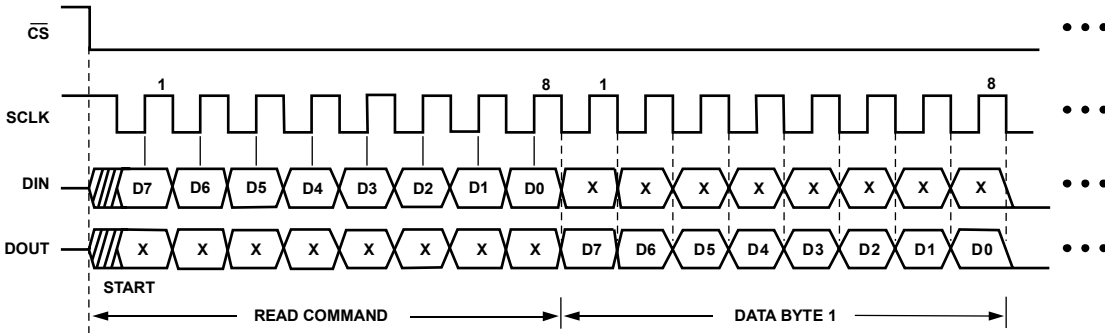 CS
1 8 1 8
SCLK
DIN D7 D6 D5 D4 D3 D2 D1 D0 X X X X X X X X
DOUT X X X X X X X X D7 D6 D5 D4 D3 D2 D1 D0
START
READ COMMAND DATA BYTE 1